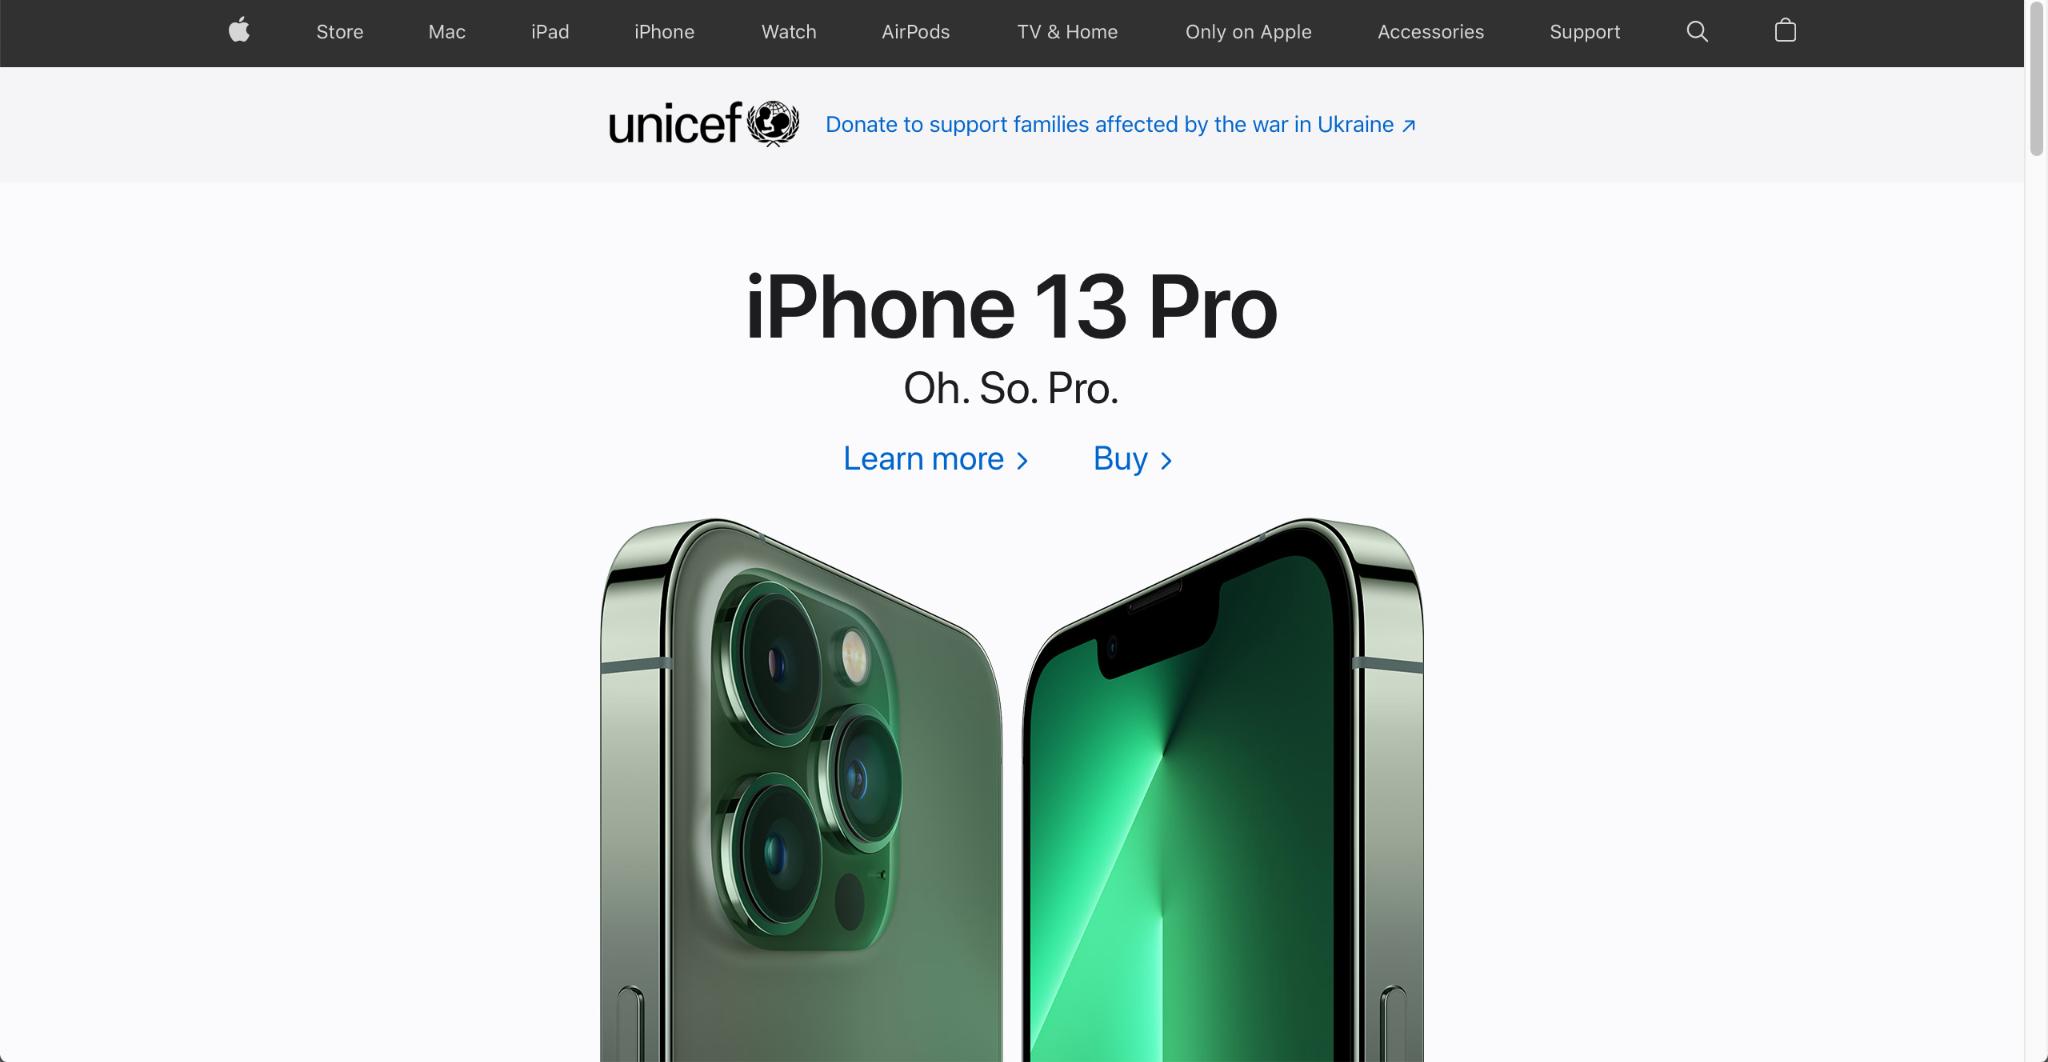 Store Mac iPad iPhone Watch AirPods TV & Home Only on Apple Accessories Support
unicef Donate to support families affected by the war in Ukraine ↗
iPhone 13 Pro
Oh. So. Pro.
Learn more > Buy >